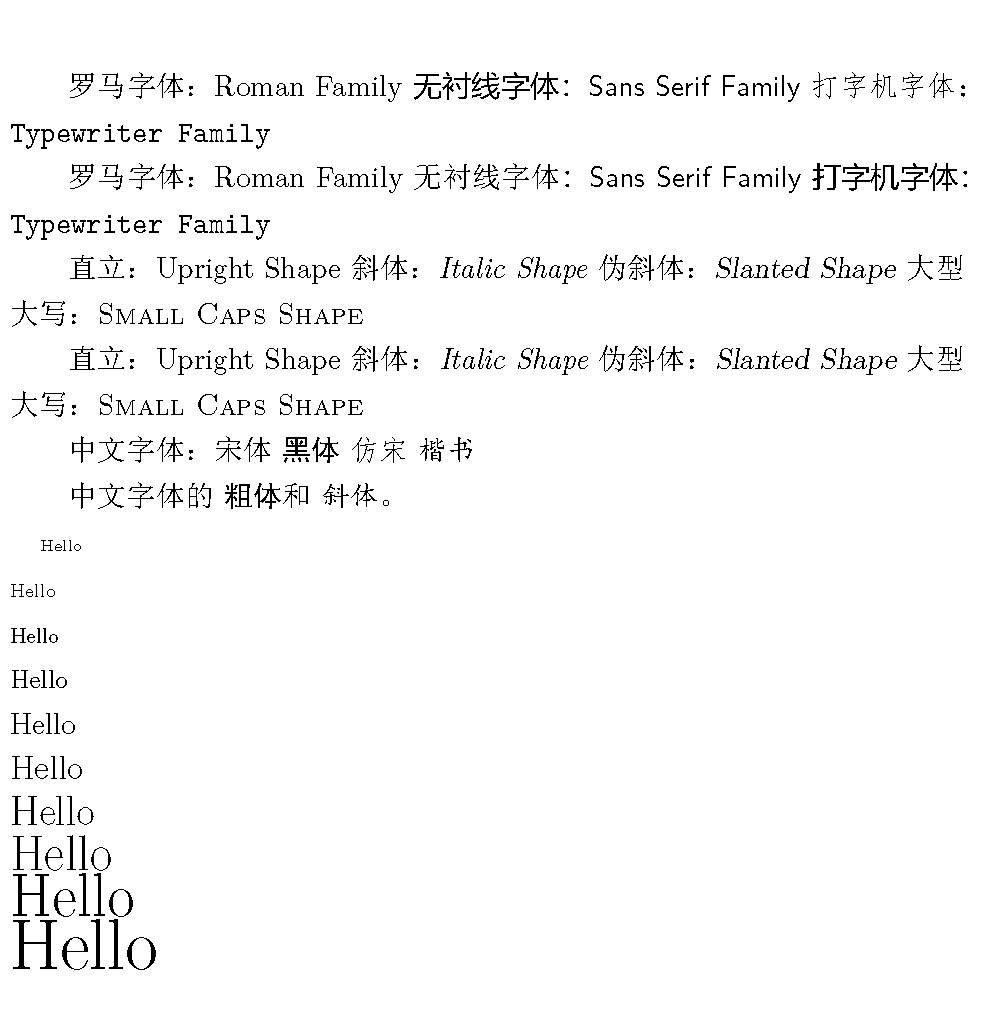 罗马字体：Roman Family 无衬线字体：Sans Serif Family 打字机字体：
Typewriter Family
罗马字体：Roman Family 无衬线字体：Sans Serif Family 打字机字体：
Typewriter Family
直立：Upright Shape 斜体：Italic Shape 伪斜体：Slanted Shape 大型
大写：Small Caps Shape
直立：Upright Shape 斜体：Italic Shape 伪斜体：Slanted Shape 大型
大写：Small Caps Shape
中文字体：宋体 黑体 仿宋 楷书
中文字体的 粗体和 斜体。
Hello
Hello
Hello
Hello
Hello
Hello
Hello
Hello
Hello
Hello